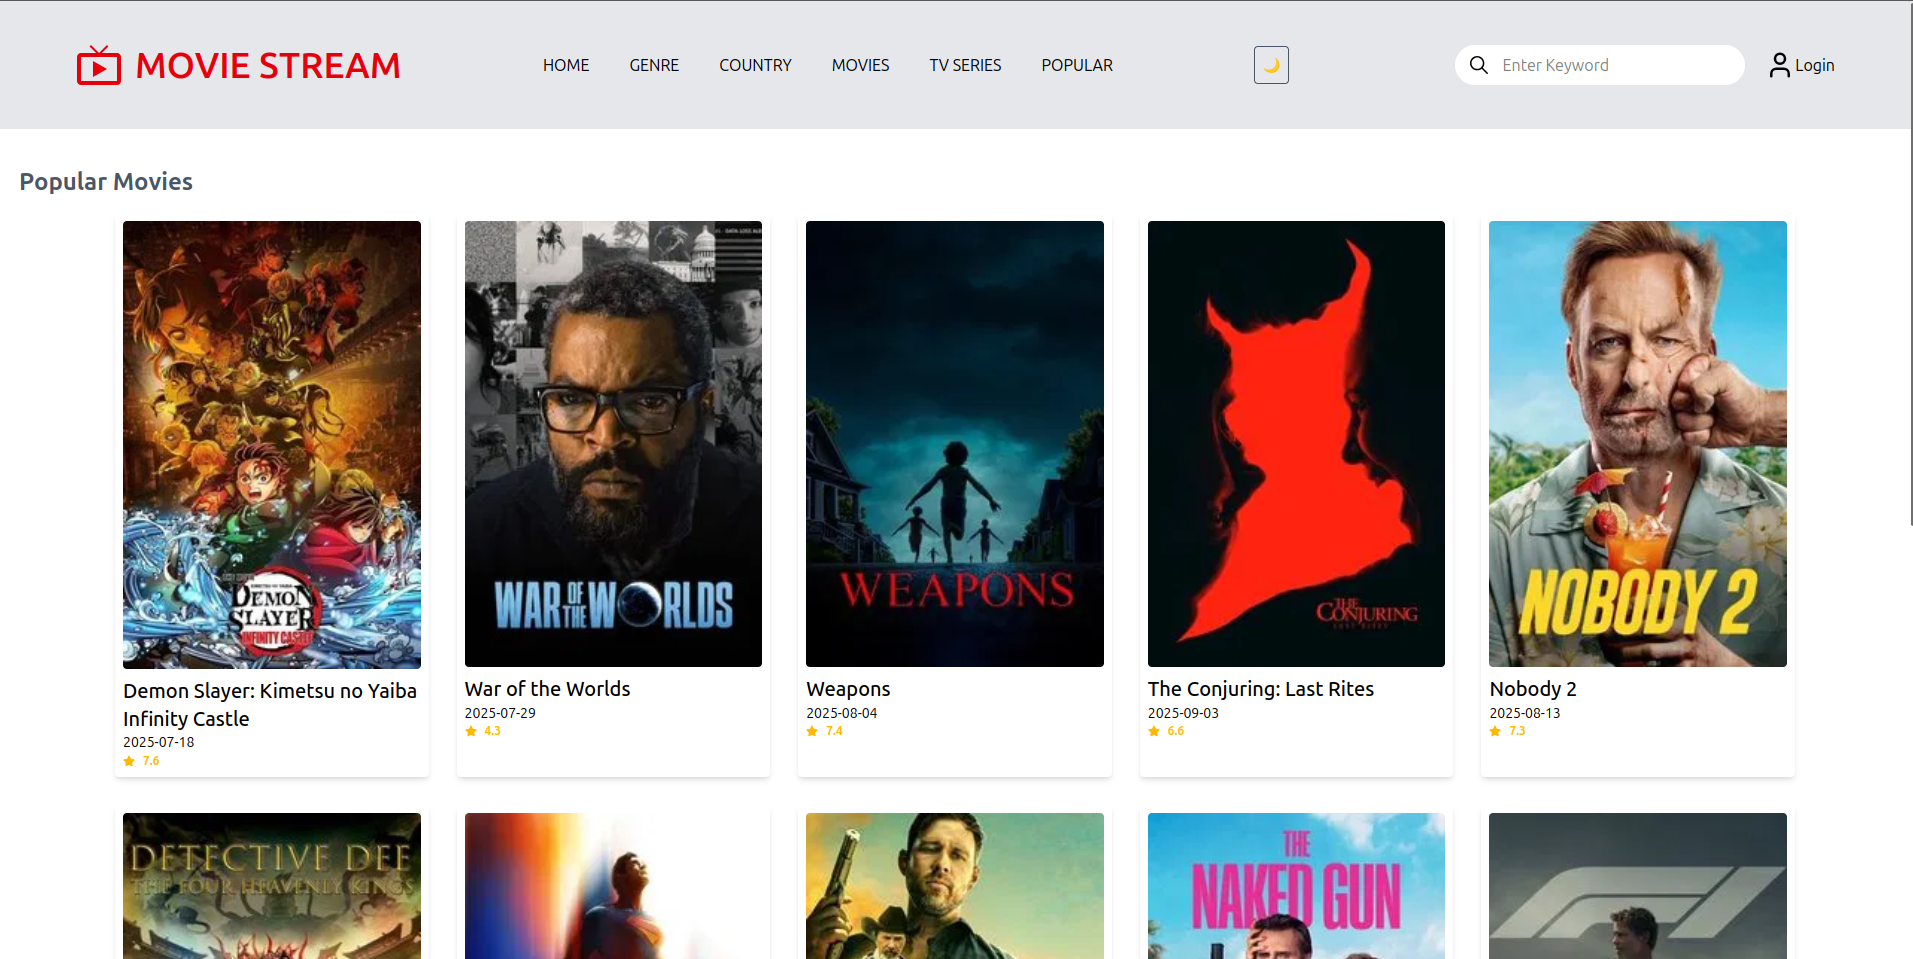 MOVIE STREAM
HOME GENRE COUNTRY MOVIES TV SERIES POPULAR
Enter Keyword
Login
Popular Movies
DEMON
SLAYER
INFINITY CASTLE
WAR OF THE WORLDS
WEAPONS
THE
CONJURING
LAST RITES
NOBODY 2
Demon Slayer: Kimetsu no Yaiba
Infinity Castle
2025-07-18
7.6
War of the Worlds
2025-07-29
4.3
Weapons
2025-08-04
7.4
The Conjuring: Last Rites
2025-09-03
6.6
Nobody 2
2025-08-13
7.3
DETECTIVE DEE
THE FOUR HEAVENLY KINGS
THE
NAKED GUN
F1